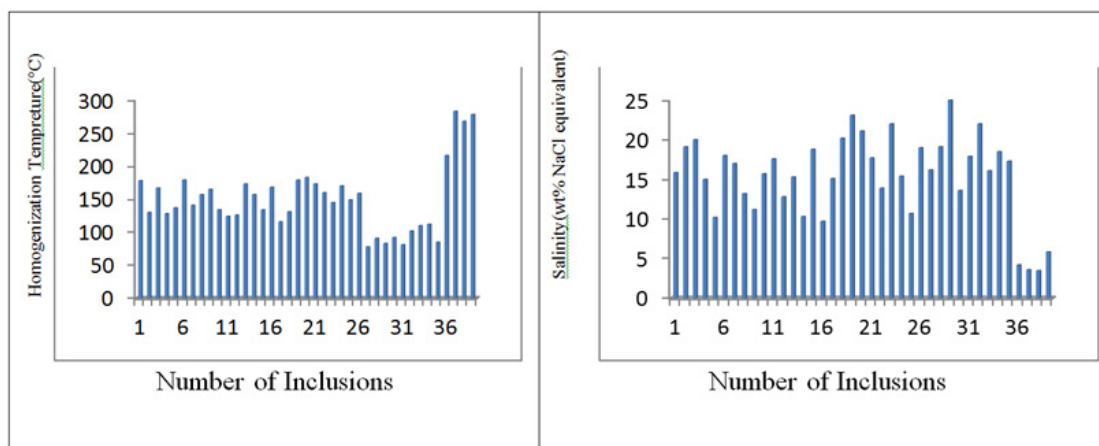 Homogenization Tempreture(°C)
300
250
200
150
100
50
0
1 6 11 16 21 26 31 36
Number of Inclusions
Salinity(wt% NaCl equivalent)
25
20
15
10
5
0
1 6 11 16 21 26 31 36
Number of Inclusions